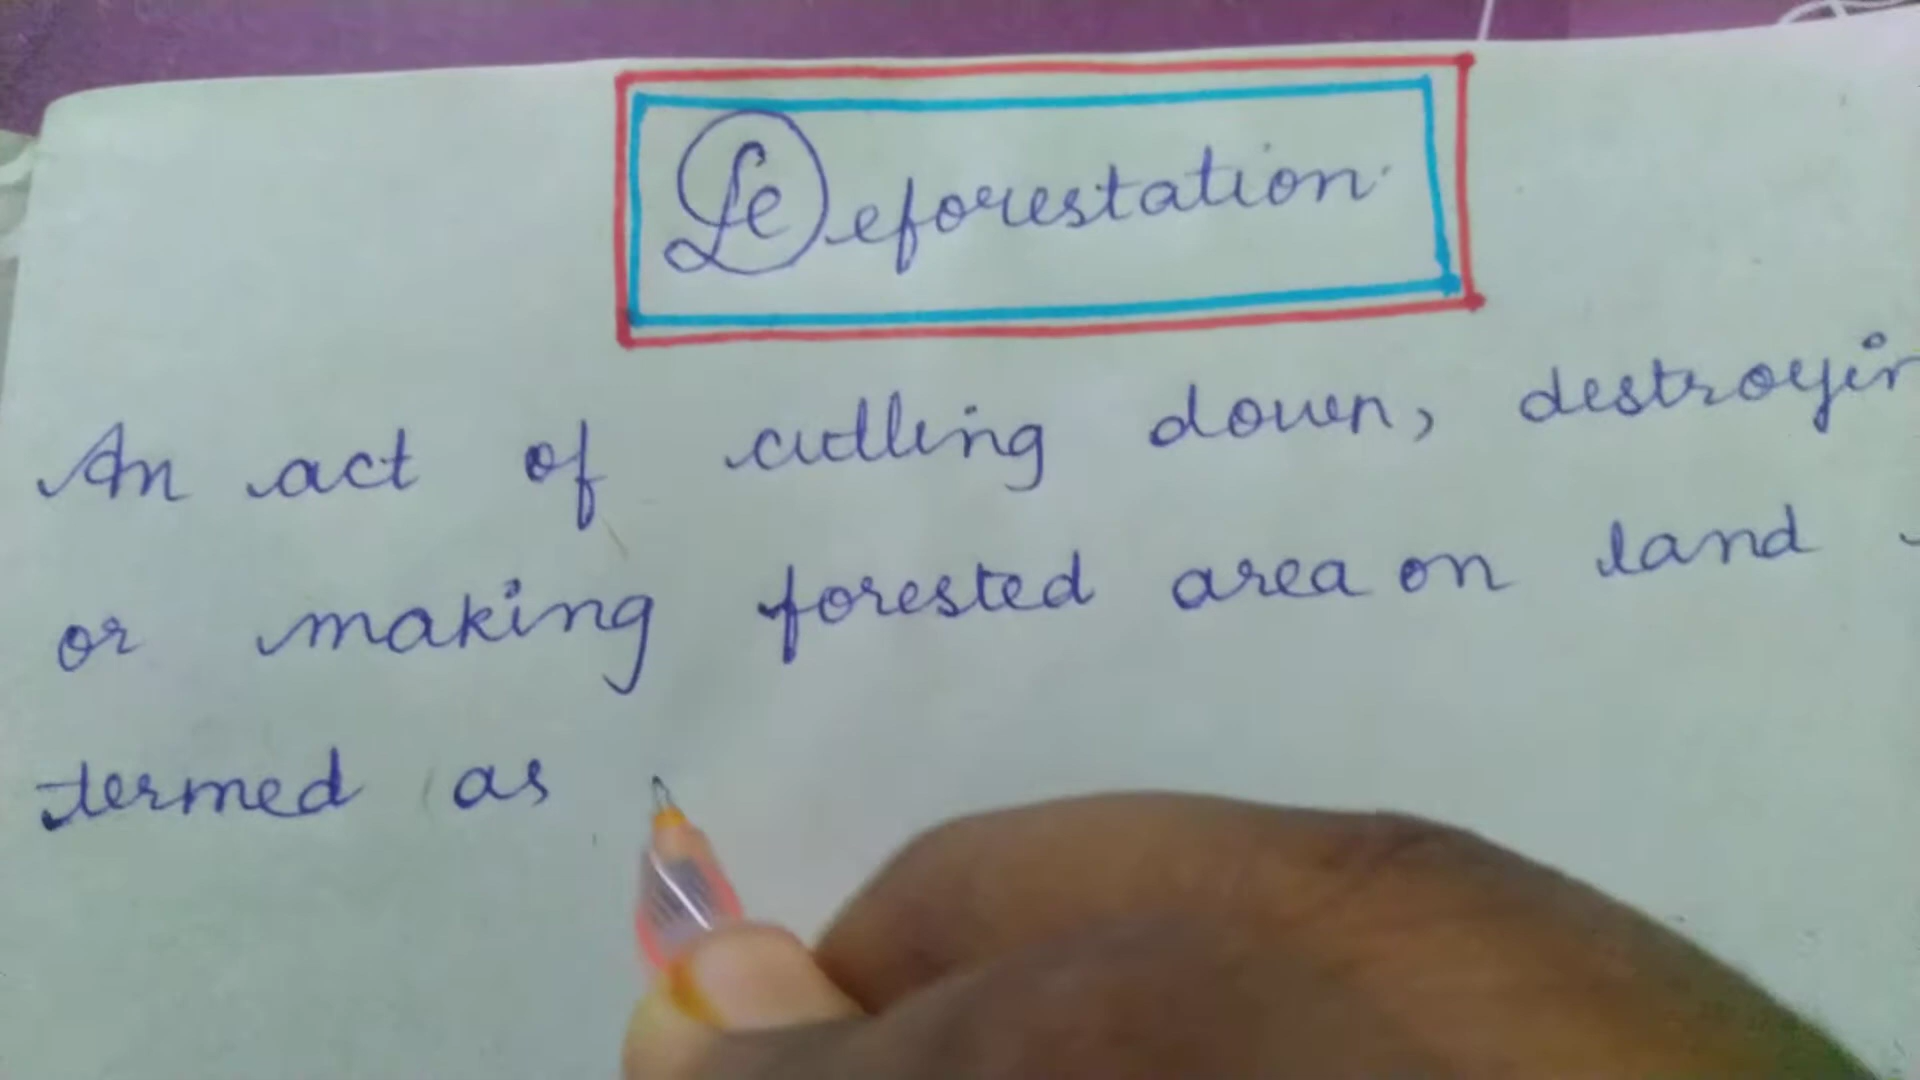 Deforestation
An act of cutting down, destroyin
or making forested area on land
termed as